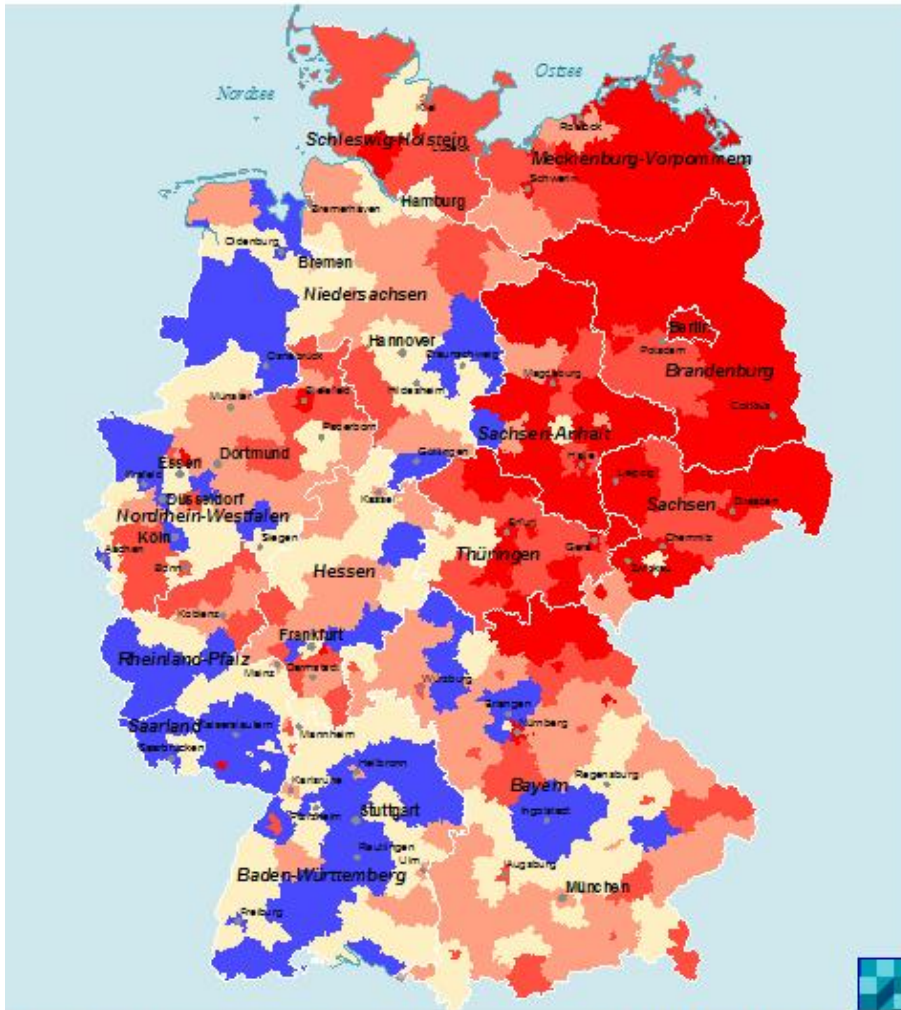 Ostsee
Nordsee
Kiel
Rostock
Schleswig-Holstein
Lübeck
Mecklenburg-Vorpommern
Schwerin
Hamburg
Bremerhaven
Oldenburg
Bremen
Niedersachsen
Berlin
Hannover
Potsdam
Osnabrück
Braunschweig
Brandenburg
Magdeburg
Hildesheim
Bielefeld
Münster
Cottbus
Paderborn
Sachsen-Anhalt
Göttingen
Dortmund
Essen
Halle
Leipzig
Krefeld
Kassel
Düsseldorf
Sachsen
Dresden
Nordrhein-Westfalen
Erfurt
Köln
Siegen
Thüringen
Gera
Chemnitz
Aachen
Hessen
Bonn
Zwickau
Koblenz
Frankfurt
Rheinland-Pfalz
Mainz
Darmstadt
Würzburg
Erlangen
Saarland
Kaiserslautern
Nürnberg
Mannheim
Saarbrücken
Heilbronn
Karlsruhe
Regensburg
Bayern
Pforzheim
Stuttgart
Ingolstadt
Reutlingen
Ulm
Augsburg
Baden-Württemberg
München
Freiburg